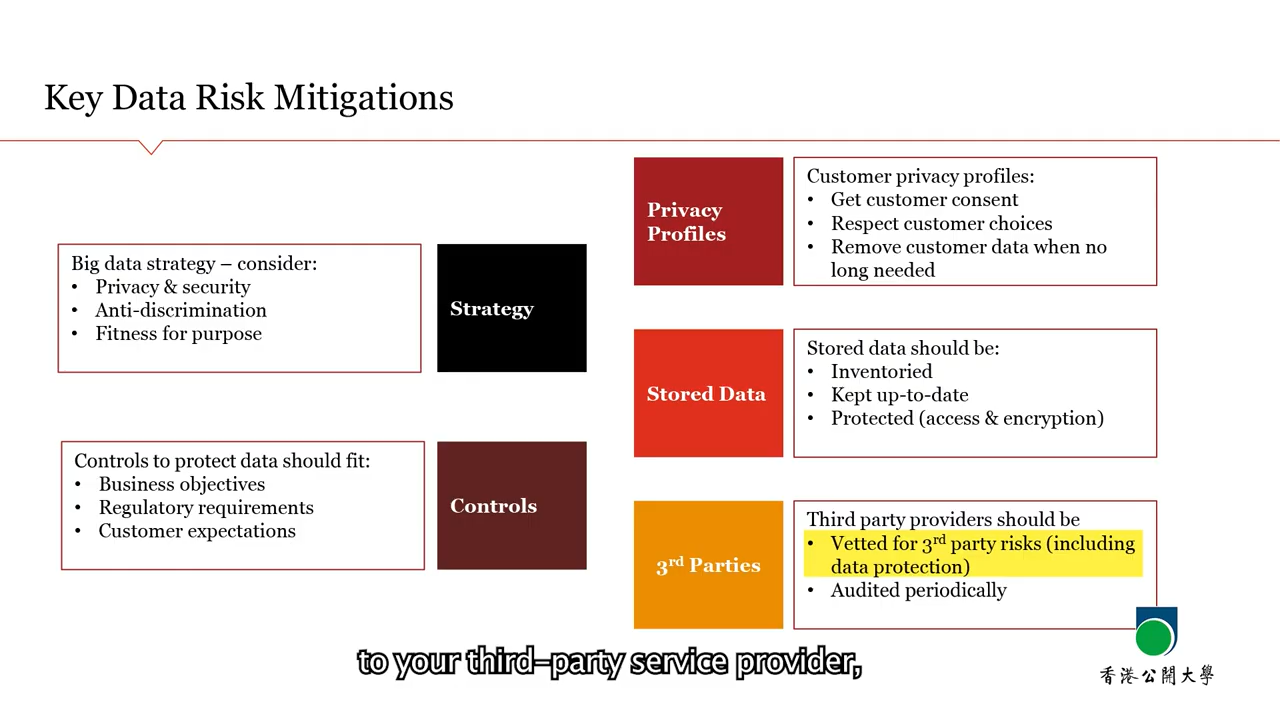 Key Data Risk Mitigations
Big data strategy – consider:
• Privacy & security
• Anti-discrimination
• Fitness for purpose
Strategy
Controls to protect data should fit:
• Business objectives
• Regulatory requirements
• Customer expectations
Controls
Privacy
Profiles
Customer privacy profiles:
• Get customer consent
• Respect customer choices
• Remove customer data when no
long needed
Stored Data
Stored data should be:
• Inventoried
• Kept up-to-date
• Protected (access & encryption)
3rd Parties
Third party providers should be
• Vetted for 3rd party risks (including
data protection)
• Audited periodically
to your third-party service provider,
香港公開大學